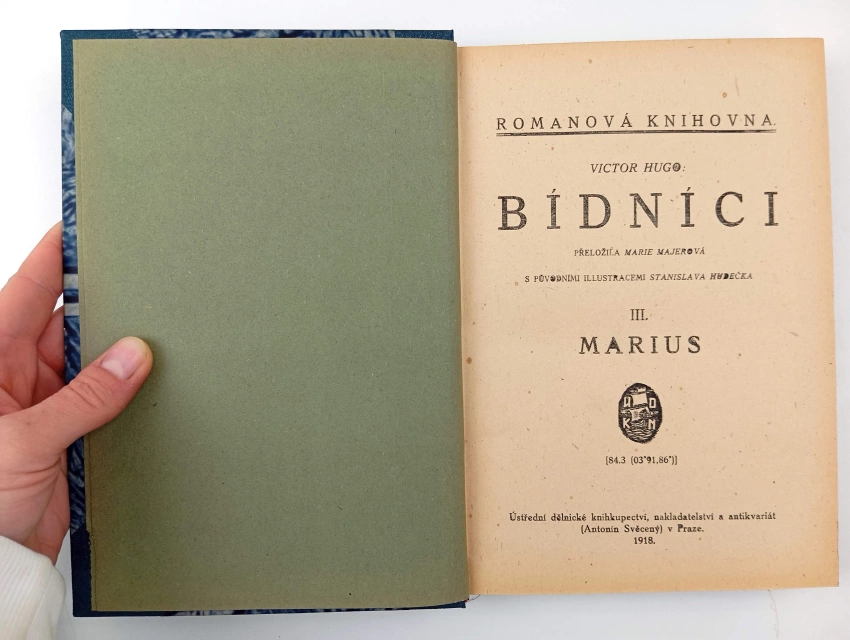 ROMANOVÁ KNIHOVNA.
VICTOR HUGO:
BÍDNÍCI
PŘELOŽILA MARIE MAJEROVÁ
S PŮVODNÍMI ILLUSTRACEMI STANISLAVA HUDEČKA
III.
MARIUS
Ú D
K N
[84.3 (03"91.86")]
Ústřední dělnické knihkupectví, nakladatelství a antikvariát
(Antonín Svěcený) v Praze.
1918.